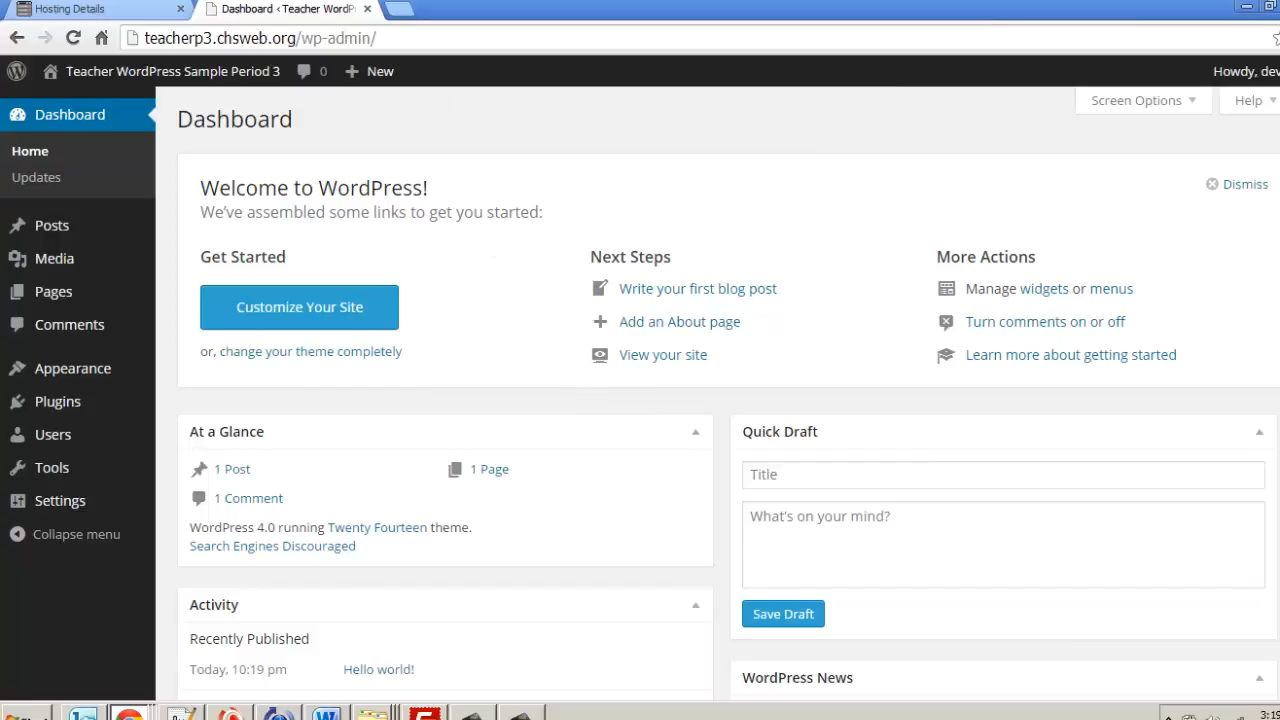 Hosting Details
Dashboard ‹ Teacher WordPr
teacherp3.chsweb.org/wp-admin/
Teacher WordPress Sample Period 3 0 New
Howdy, dev
Dashboard
Home
Updates
Posts
Media
Pages
Comments
Appearance
Plugins
Users
Tools
Settings
Collapse menu
Screen Options
Help
Dashboard
Welcome to WordPress!
We've assembled some links to get you started:
Dismiss
Get Started
Customize Your Site
or, change your theme completely
Next Steps
Write your first blog post
Add an About page
View your site
More Actions
Manage widgets or menus
Turn comments on or off
Learn more about getting started
At a Glance
1 Post
1 Page
1 Comment
WordPress 4.0 running Twenty Fourteen theme.
Search Engines Discouraged
Activity
Recently Published
Today, 10:19 pm Hello world!
Quick Draft
Title
What's on your mind?
Save Draft
WordPress News